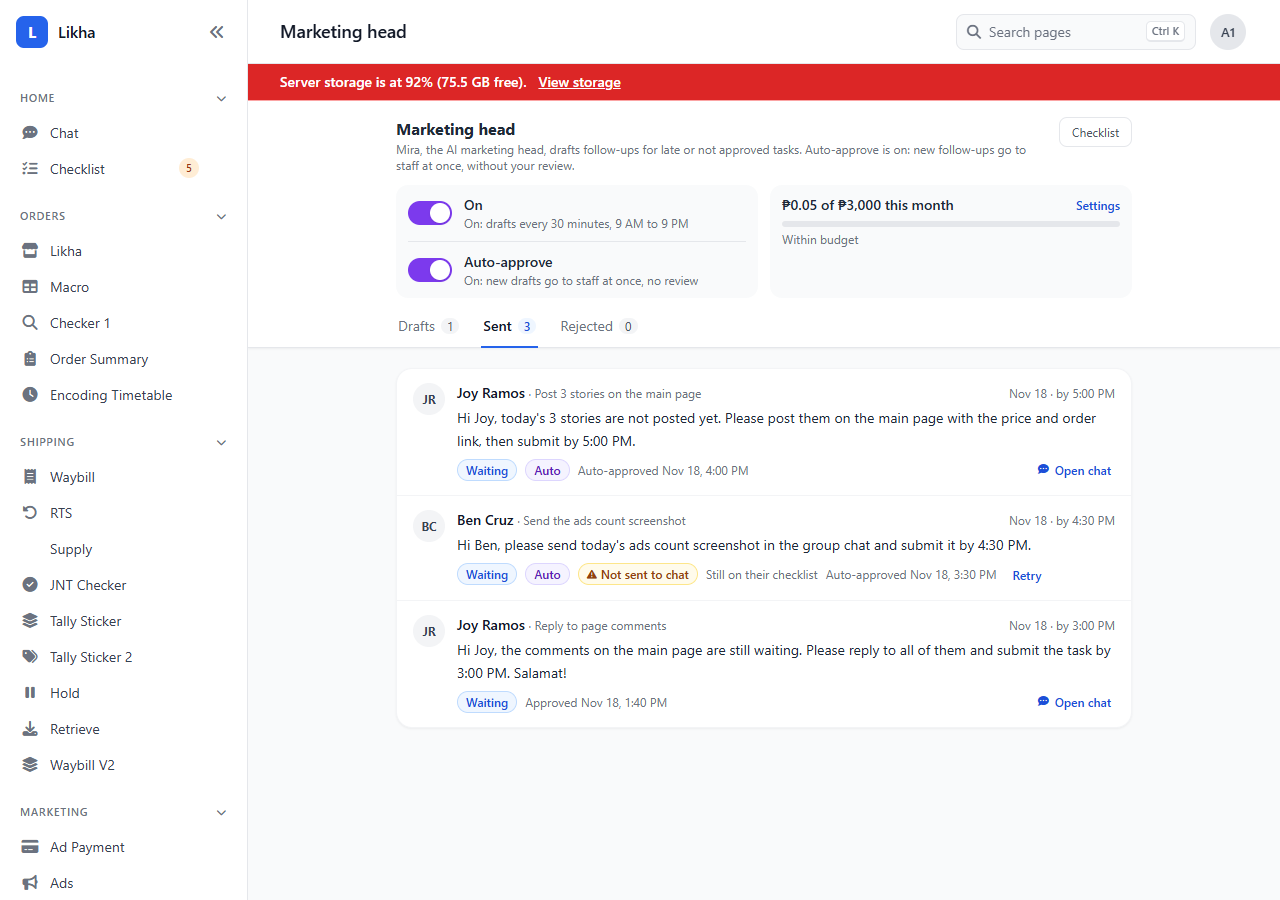 L Likha
Marketing head
Search pages Ctrl K
A1
Server storage is at 92% (75.5 GB free). View storage
HOME
Chat
Checklist 5
ORDERS
Likha
Macro
Checker 1
Order Summary
Encoding Timetable
SHIPPING
Waybill
RTS
Supply
JNT Checker
Tally Sticker
Tally Sticker 2
Hold
Retrieve
Waybill V2
MARKETING
Ad Payment
Ads
Marketing head
Checklist
Mira, the AI marketing head, drafts follow-ups for late or not approved tasks. Auto-approve is on: new follow-ups go to
staff at once, without your review.
On
On: drafts every 30 minutes, 9 AM to 9 PM
Auto-approve
On: new drafts go to staff at once, no review
₱0.05 of ₱3,000 this month Settings
Within budget
Drafts 1 Sent 3 Rejected 0
JR Joy Ramos · Post 3 stories on the main page Nov 18 · by 5:00 PM
Hi Joy, today's 3 stories are not posted yet. Please post them on the main page with the price and order
link, then submit by 5:00 PM.
Waiting Auto Auto-approved Nov 18, 4:00 PM Open chat
BC Ben Cruz · Send the ads count screenshot Nov 18 · by 4:30 PM
Hi Ben, please send today's ads count screenshot in the group chat and submit it by 4:30 PM.
Waiting Auto Not sent to chat Still on their checklist Auto-approved Nov 18, 3:30 PM Retry
JR Joy Ramos · Reply to page comments Nov 18 · by 3:00 PM
Hi Joy, the comments on the main page are still waiting. Please reply to all of them and submit the task by
3:00 PM. Salamat!
Waiting Approved Nov 18, 1:40 PM Open chat